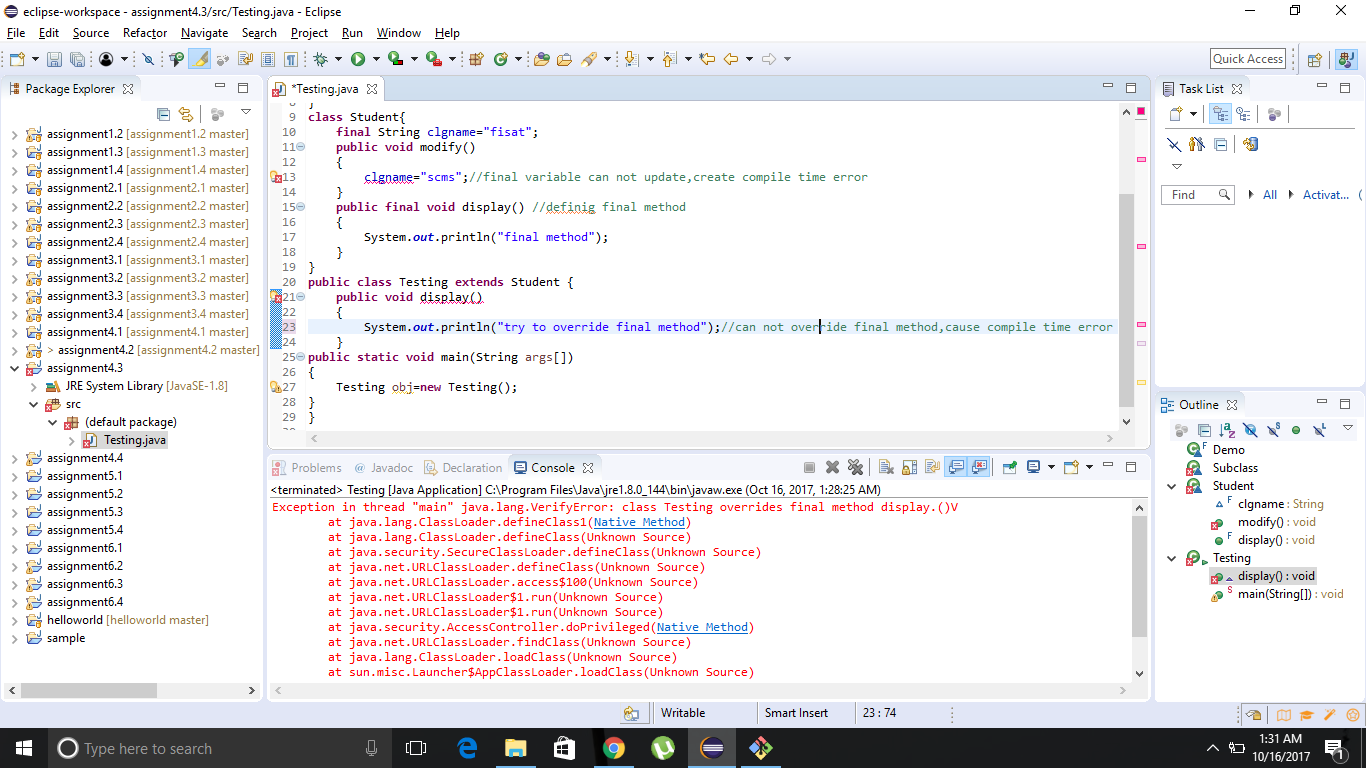 eclipse-workspace - assignment4.3/src/Testing.java - Eclipse
File Edit Source Refactor Navigate Search Project Run Window Help
Quick Access
Package Explorer
assignment1.2 [assignment1.2 master]
assignment1.3 [assignment1.3 master]
assignment1.4 [assignment1.4 master]
assignment2.1 [assignment2.1 master]
assignment2.2 [assignment2.2 master]
assignment2.3 [assignment2.3 master]
assignment2.4 [assignment2.4 master]
assignment3.1 [assignment3.1 master]
assignment3.2 [assignment3.2 master]
assignment3.3 [assignment3.3 master]
assignment3.4 [assignment3.4 master]
assignment4.1 [assignment4.1 master]
> assignment4.2 [assignment4.2 master]
assignment4.3
JRE System Library [JavaSE-1.8]
src
(default package)
Testing.java
assignment4.4
assignment5.1
assignment5.2
assignment5.3
assignment5.4
assignment6.1
assignment6.2
assignment6.3
assignment6.4
helloworld [helloworld master]
sample
*Testing.java
8 }
9 class Student{
10 final String clgname="fisat";
11 public void modify()
12 {
13 clgname="scms";//final variable can not update,create compile time error
14 }
15 public final void display() //definig final method
16 {
17 System.out.println("final method");
18 }
19 }
20 public class Testing extends Student {
21 public void display()
22 {
23 System.out.println("try to override final method");//can not override final method,cause compile time error
24 }
25 public static void main(String args[])
26 {
27 Testing obj=new Testing();
28 }
29 }
Problems @ Javadoc Declaration Console
<terminated> Testing [Java Application] C:\Program Files\Java\jre1.8.0_144\bin\javaw.exe (Oct 16, 2017, 1:28:25 AM)
Exception in thread "main" java.lang.VerifyError: class Testing overrides final method display.()V
at java.lang.ClassLoader.defineClass1(Native Method)
at java.lang.ClassLoader.defineClass(Unknown Source)
at java.security.SecureClassLoader.defineClass(Unknown Source)
at java.net.URLClassLoader.defineClass(Unknown Source)
at java.net.URLClassLoader.access$100(Unknown Source)
at java.net.URLClassLoader$1.run(Unknown Source)
at java.net.URLClassLoader$1.run(Unknown Source)
at java.security.AccessController.doPrivileged(Native Method)
at java.net.URLClassLoader.findClass(Unknown Source)
at java.lang.ClassLoader.loadClass(Unknown Source)
at sun.misc.Launcher$AppClassLoader.loadClass(Unknown Source)
Task List
Find All Activat...
Outline
Demo
Subclass
Student
clgname : String
modify() : void
display() : void
Testing
display() : void
main(String[]) : void
Writable Smart Insert 23 : 74
Type here to search
1:31 AM
10/16/2017
1